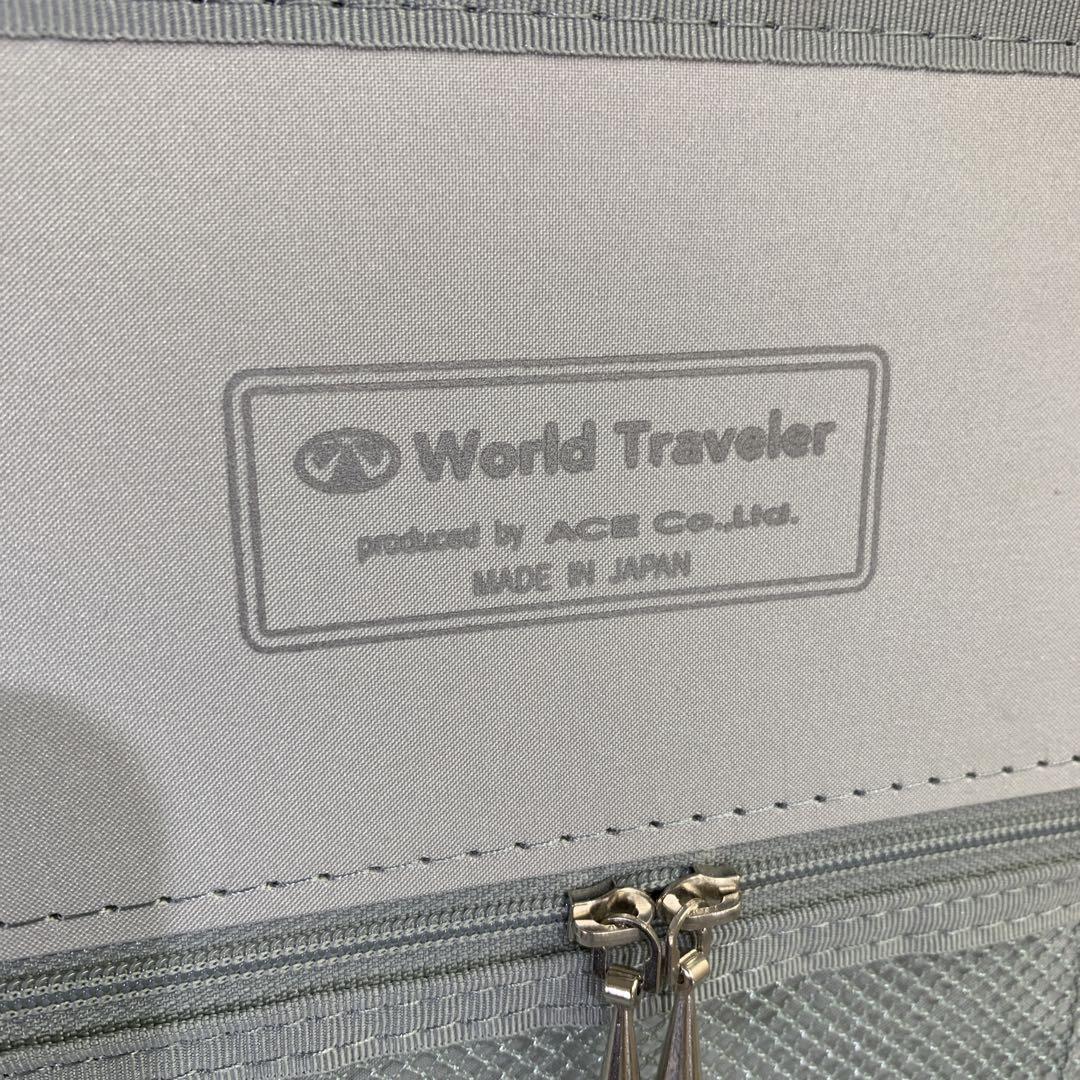 World Traveler
produced by ACE Co.,Ltd.
MADE IN JAPAN